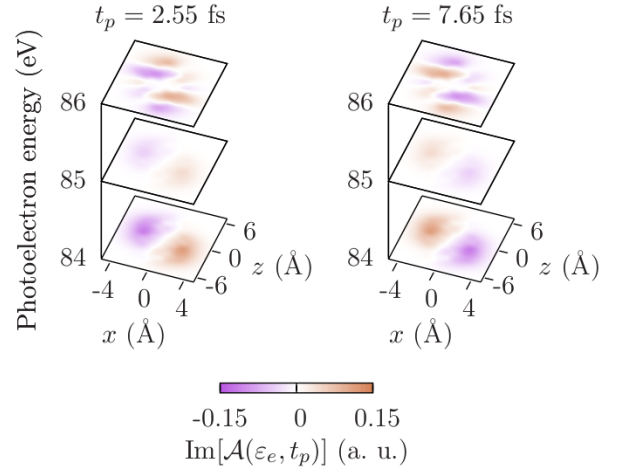 t_p = 2.55 fs
t_p = 7.65 fs
Photoelectron energy (eV)
86
85
84
-4
0
4
x (Å)
6
0
-6
z (Å)
86
85
84
-4
0
4
x (Å)
6
0
-6
z (Å)
-0.15
0
0.15
Im[𝒜(ε_e, t_p)] (a. u.)